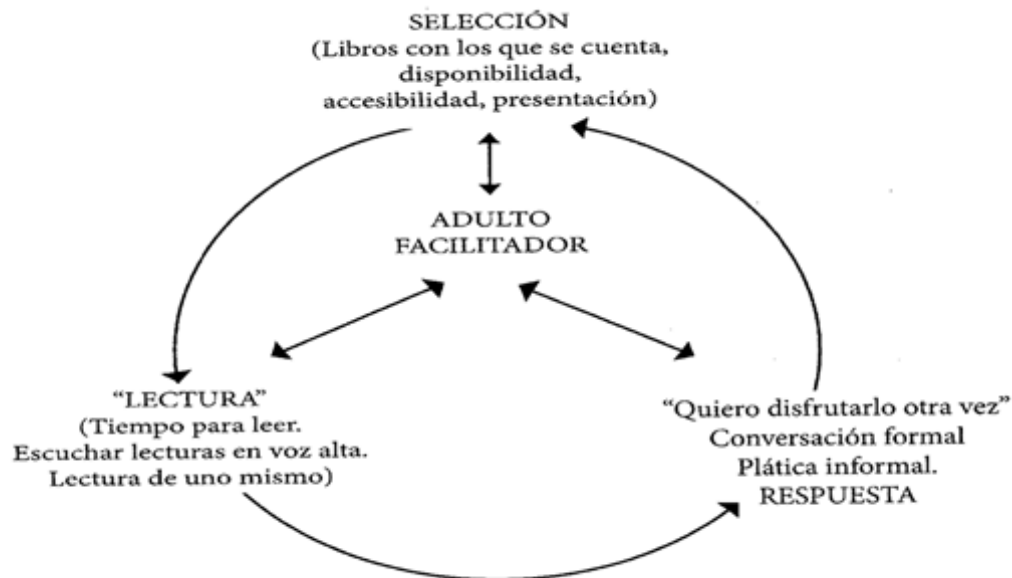 SELECCIÓN
(Libros con los que se cuenta,
disponibilidad,
accesibilidad, presentación)
ADULTO
FACILITADOR
“LECTURA”
(Tiempo para leer.
Escuchar lecturas en voz alta.
Lectura de uno mismo)
“Quiero disfrutarlo otra vez”
Conversación formal
Plática informal.
RESPUESTA